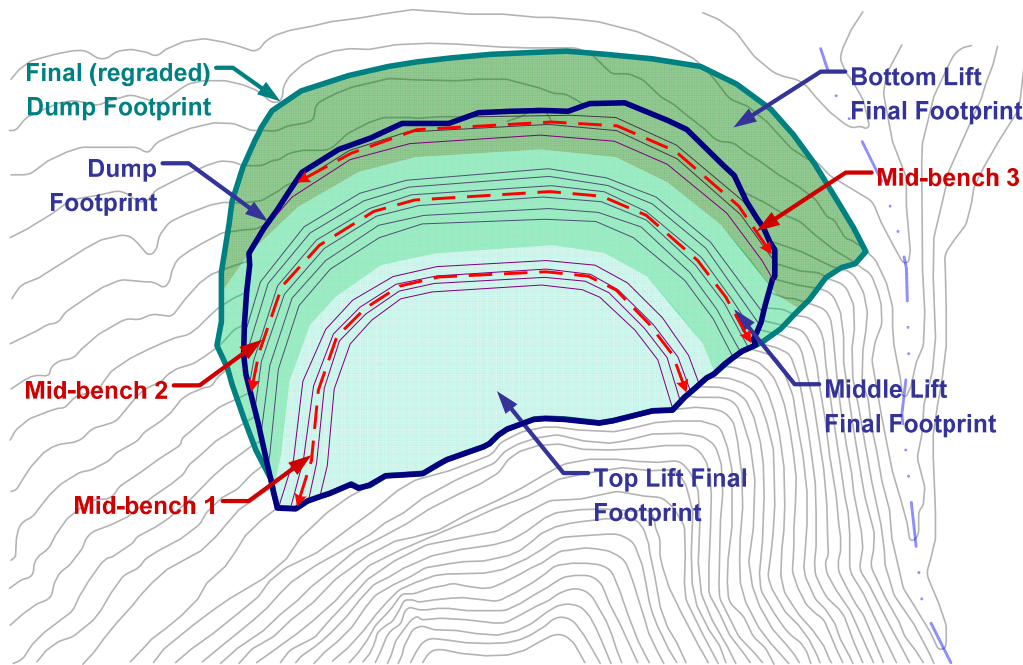 Final (regraded)
Dump Footprint
Bottom Lift
Final Footprint
Dump
Footprint
Mid-bench 3
Mid-bench 2
Middle Lift
Final Footprint
Top Lift Final
Footprint
Mid-bench 1